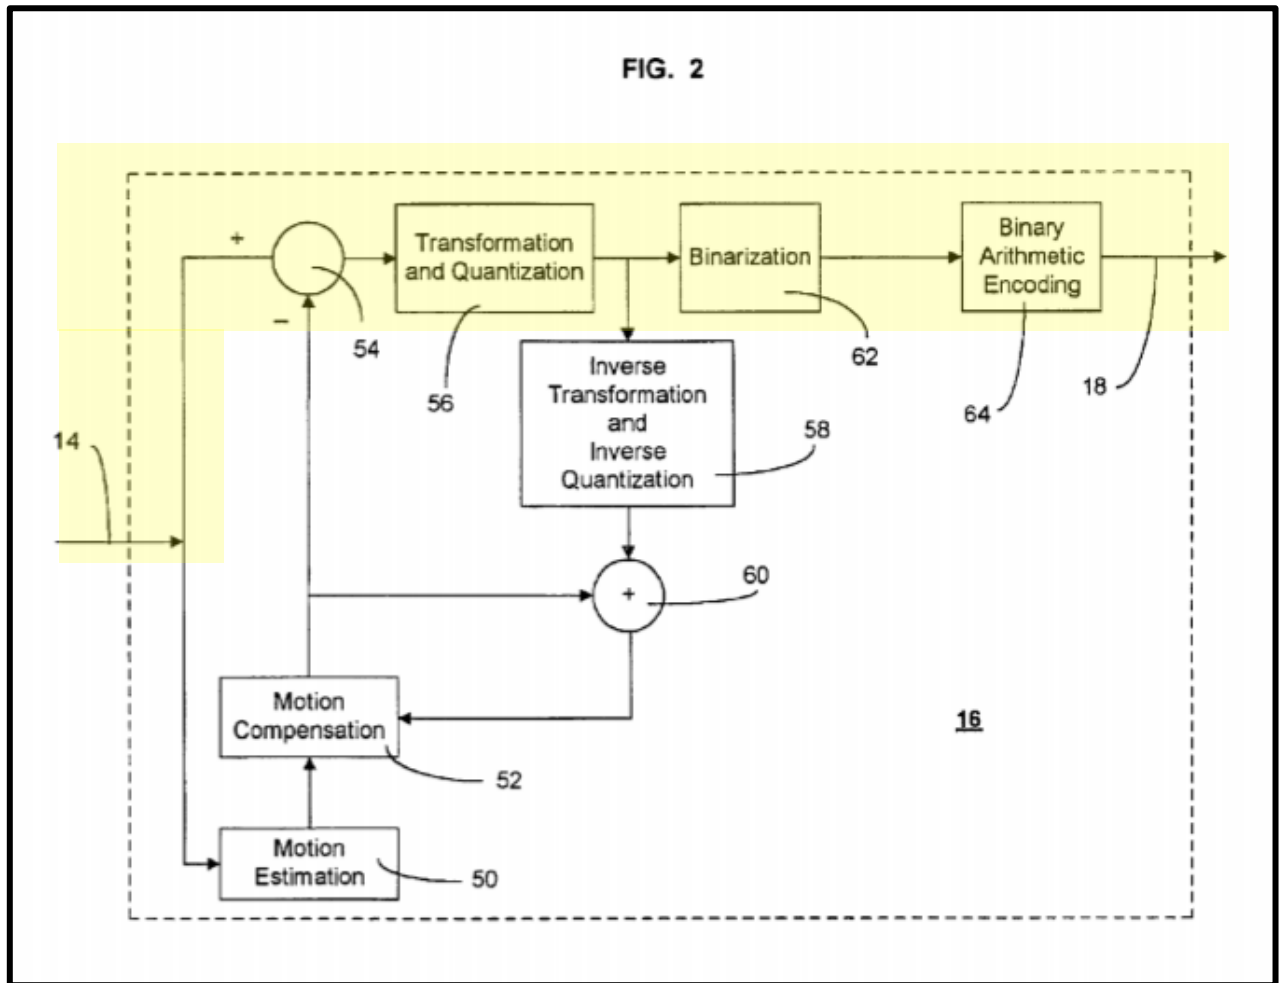 FIG. 2
+
Transformation
and Quantization
Binarization
Binary
Arithmetic
Encoding
−
54
56
62
64
18
Inverse
Transformation
and
Inverse
Quantization
58
14
+
60
Motion
Compensation
52
16
Motion
Estimation
50